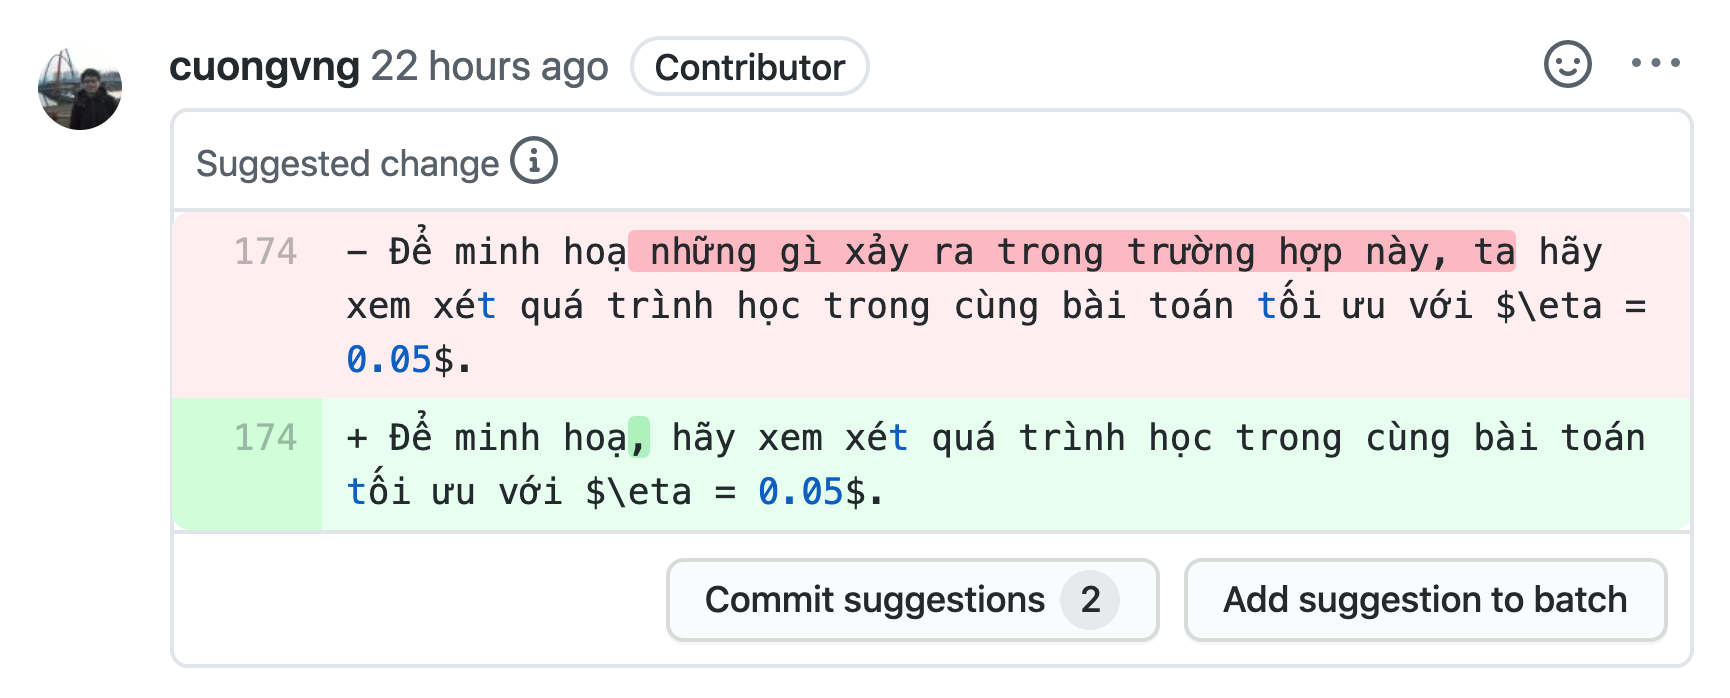 cuongvng 22 hours ago Contributor
Suggested change
174 - Để minh hoạ những gì xảy ra trong trường hợp này, ta hãy
xem xét quá trình học trong cùng bài toán tối ưu với $\eta =
0.05$.
174 + Để minh hoạ, hãy xem xét quá trình học trong cùng bài toán
tối ưu với $\eta = 0.05$.
Commit suggestions 2 Add suggestion to batch